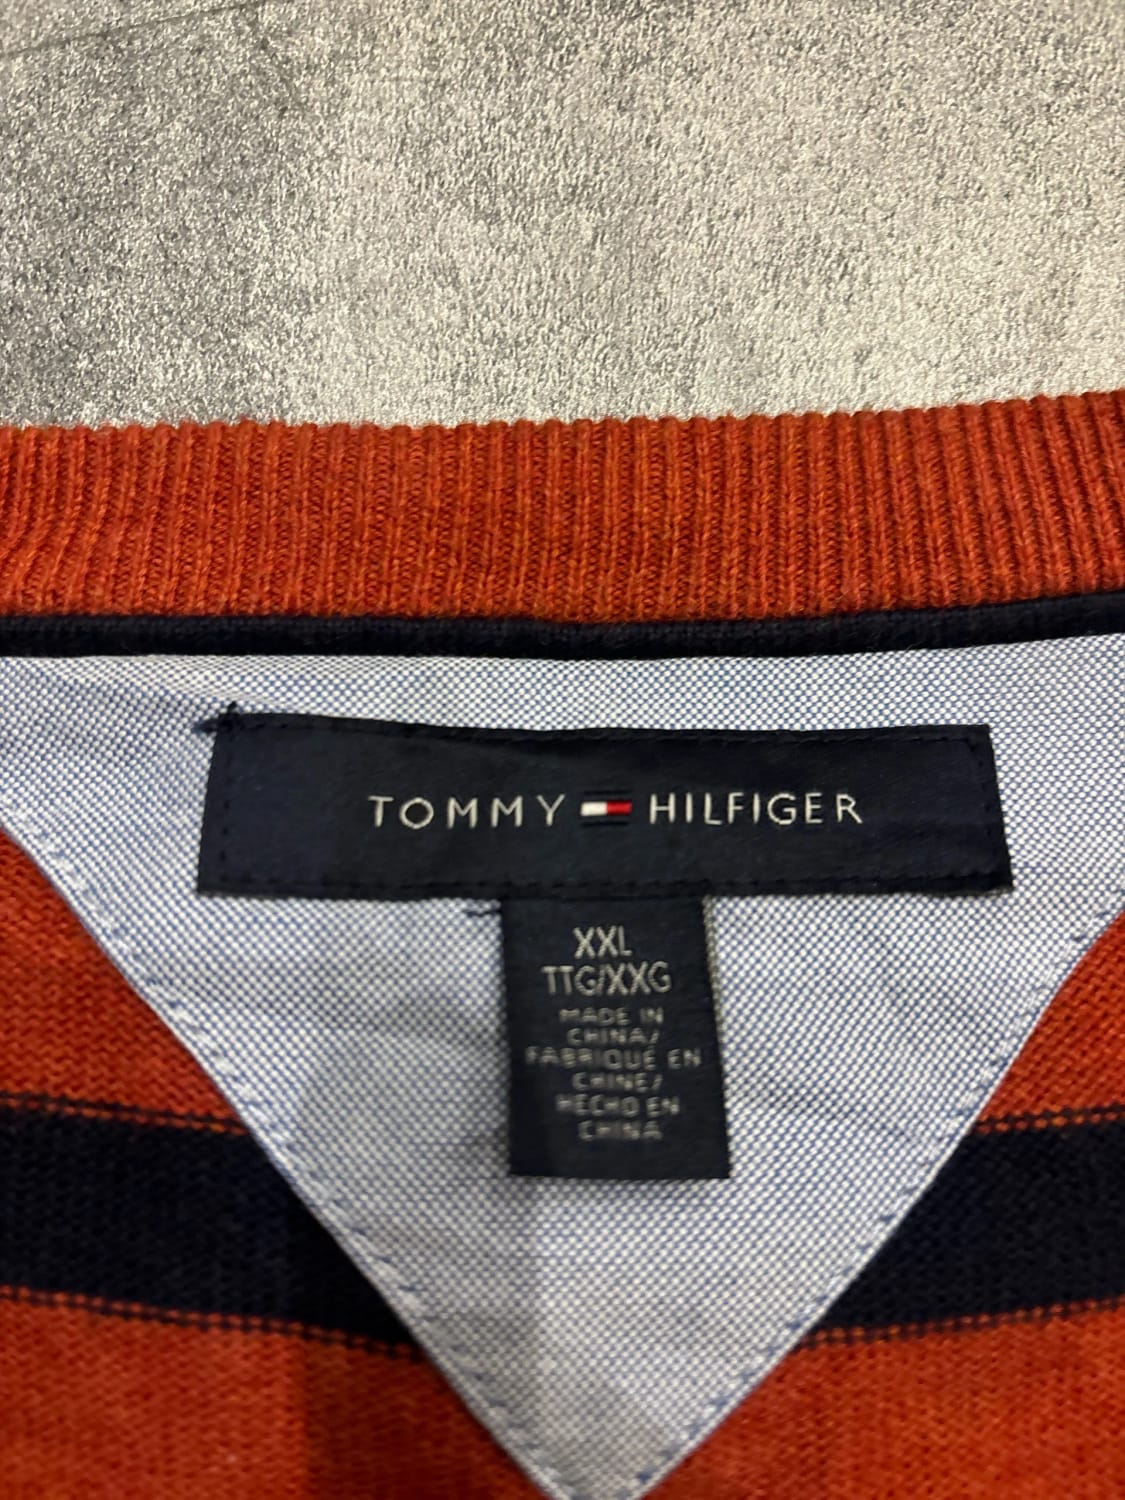 TOMMY HILFIGER
XXL
TTG/XXG
MADE IN
CHINA/
FABRIQUÉ EN
CHINE/
HECHO EN
CHINA